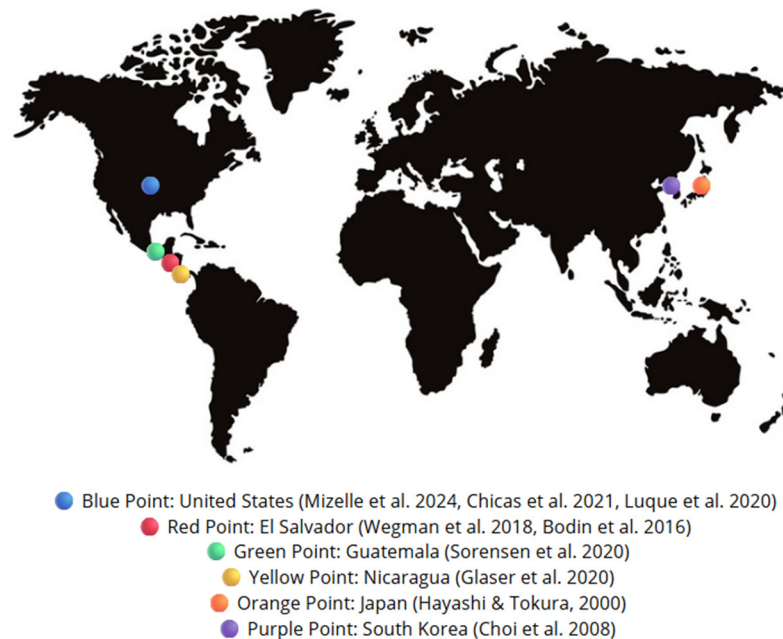 Blue Point: United States (Mizelle et al. 2024, Chicas et al. 2021, Luque et al. 2020)
Red Point: El Salvador (Wegman et al. 2018, Bodin et al. 2016)
Green Point: Guatemala (Sorensen et al. 2020)
Yellow Point: Nicaragua (Glaser et al. 2020)
Orange Point: Japan (Hayashi & Tokura, 2000)
Purple Point: South Korea (Choi et al. 2008)